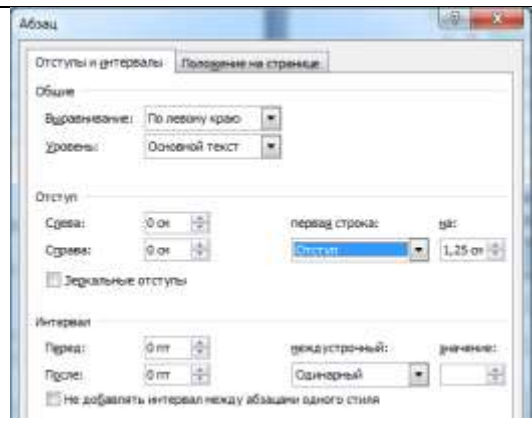 Абзац
Отступы и интервалы Положение на странице
Общие
Выравнивание: По левому краю
Уровень: Основной текст
Отступ
Слева: 0 см первая строка: на:
Справа: 0 см Отступ 1,25 см
Зеркальные отступы
Интервал
Перед: 0 пт междустрочный: значение:
После: 0 пт Одинарный
Не добавлять интервал между абзацами одного стиля